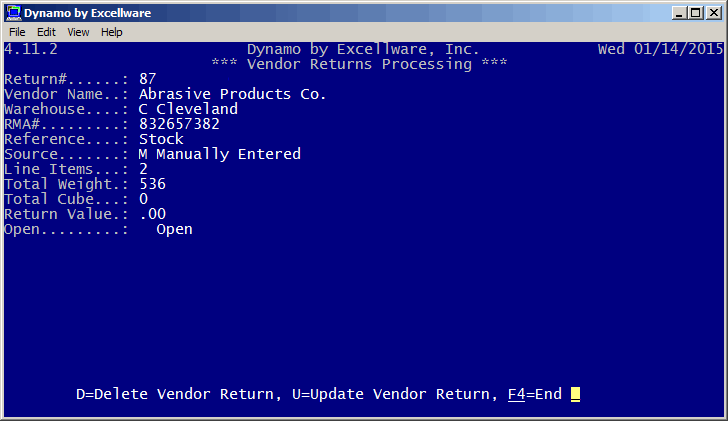 Dynamo by Excellware
File Edit View Help
4.11.2 Dynamo by Excellware, Inc. Wed 01/14/2015
*** Vendor Returns Processing ***
Return#......: 87
Vendor Name..: Abrasive Products Co.
Warehouse....: C Cleveland
RMA#.........: 832657382
Reference....: Stock
Source.......: M Manually Entered
Line Items...: 2
Total Weight.: 536
Total Cube...: 0
Return Value.: .00
Open.........: Open
D=Delete Vendor Return, U=Update Vendor Return, F4=End